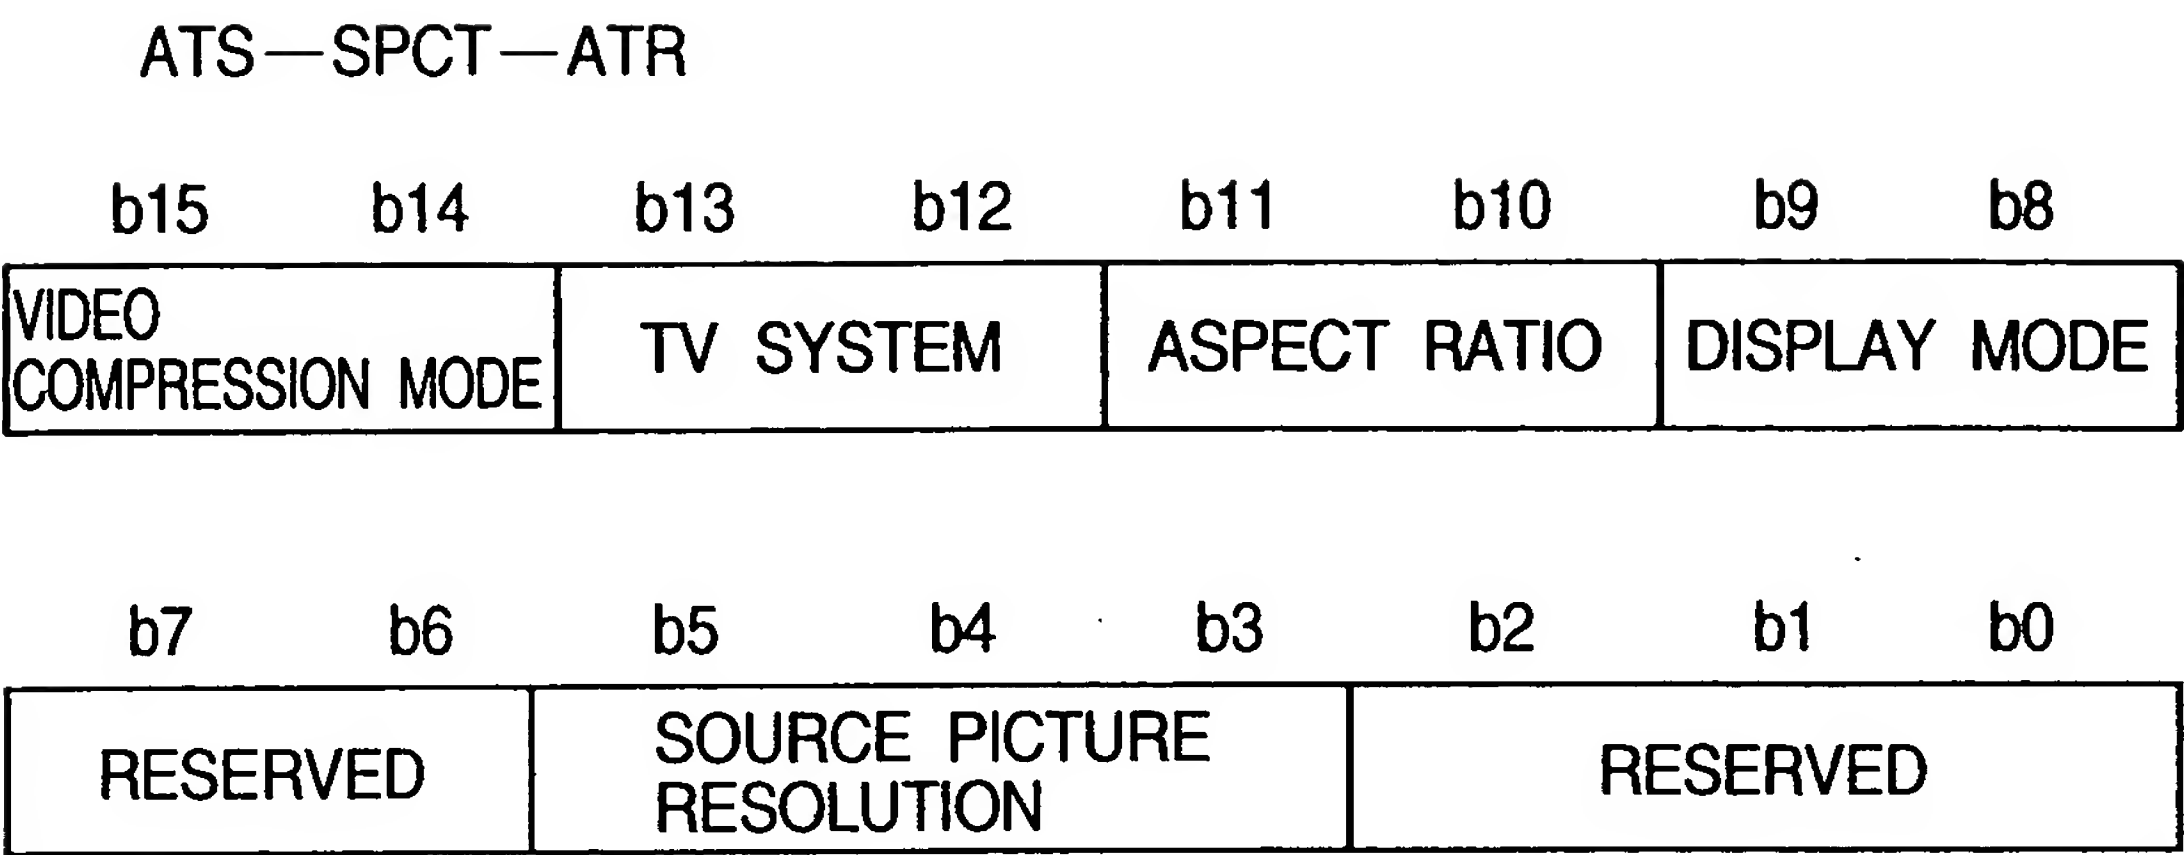 ATS—SPCT—ATR
b15 b14 b13 b12 b11 b10 b9 b8
VIDEO
COMPRESSION MODE
TV SYSTEM
ASPECT RATIO
DISPLAY MODE
b7 b6 b5 b4 b3 b2 b1 b0
RESERVED
SOURCE PICTURE
RESOLUTION
RESERVED